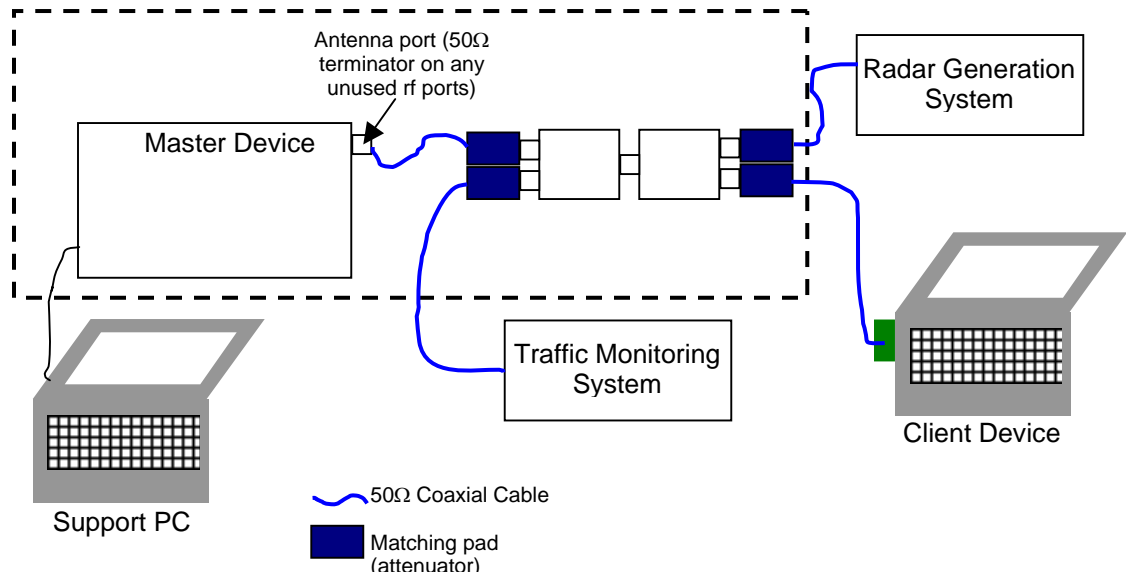 Antenna port (50Ω
terminator on any
unused rf ports)
Master Device
Radar Generation
System
Traffic Monitoring
System
Client Device
Support PC
50Ω Coaxial Cable
Matching pad
(attenuator)